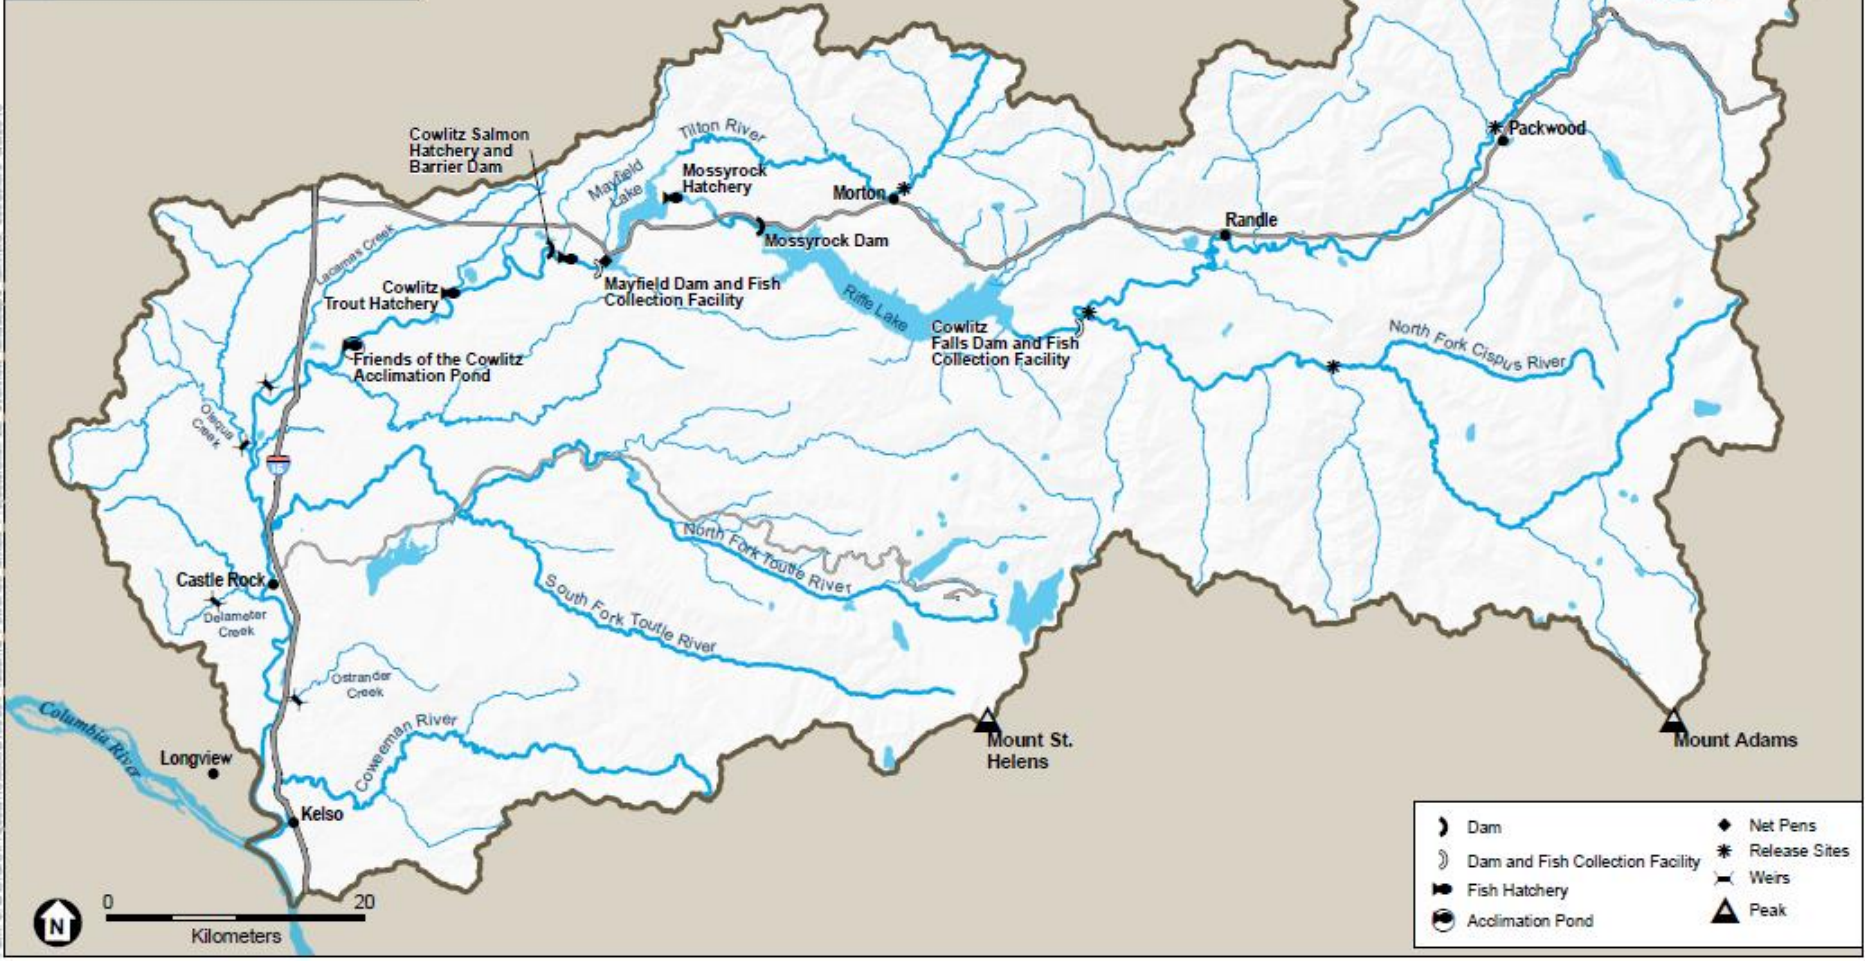 Packwood
Cowlitz Salmon
Hatchery and
Barrier Dam
Tilton River
Mayfield
Lake
Mossyrock
Hatchery
Morton
Randle
Mossyrock Dam
Lacamas Creek
Cowlitz
Trout Hatchery
Mayfield Dam and Fish
Collection Facility
Riffe Lake
Cowlitz
Falls Dam and Fish
Collection Facility
North Fork Cispus River
Friends of the Cowlitz
Acclimation Pond
Olequa
Creek
North Fork Toutle River
Castle Rock
Delameter
Creek
South Fork Toutle River
Ostrander
Creek
Coweeman River
Columbia River
Longview
Mount St.
Helens
Mount Adams
Kelso
0 20
Kilometers
N
Dam
Dam and Fish Collection Facility
Fish Hatchery
Acclimation Pond
Net Pens
Release Sites
Weirs
Peak